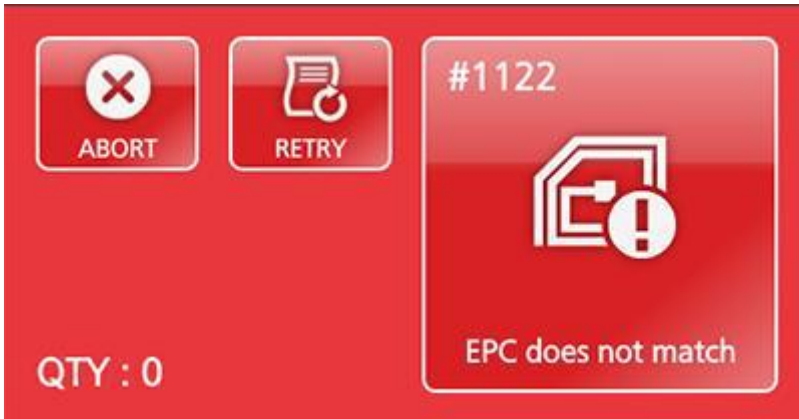 ABORT
RETRY
#1122
EPC does not match
QTY : 0